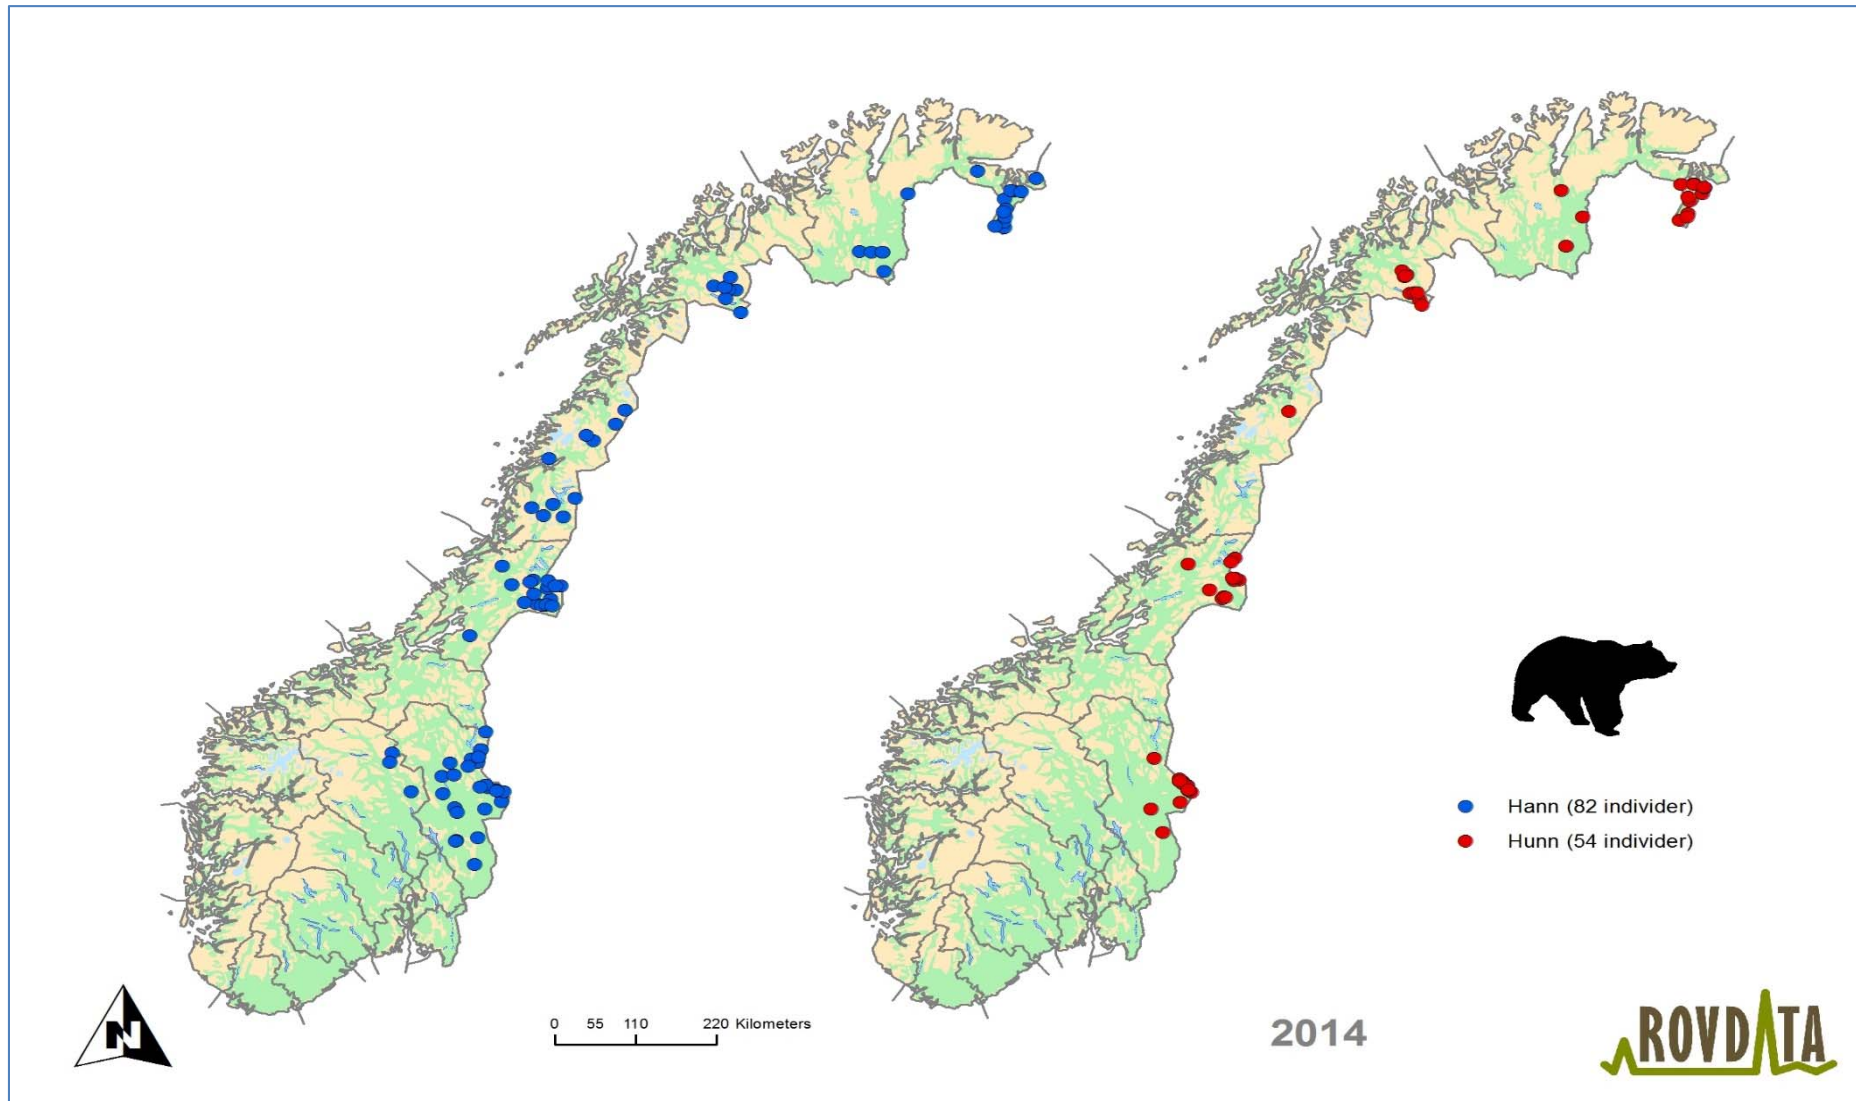 Hann (82 individer)
Hunn (54 individer)
N
0 55 110 220 Kilometers
2014
ROVDATA